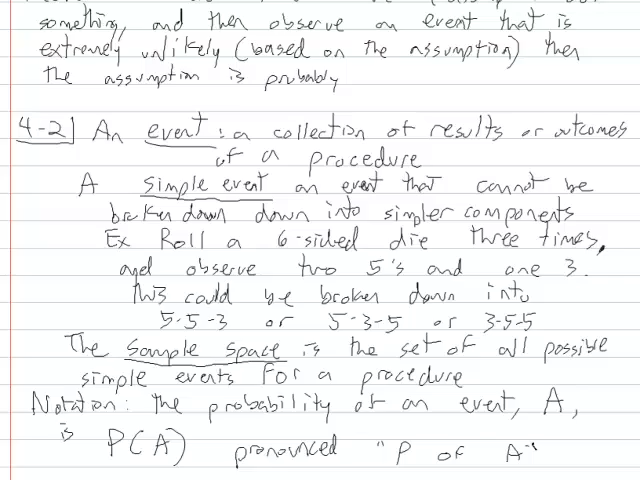 something, and then observe an event that is
extremely unlikely (based on the assumption) then
the assumption is probably
4-2 An event: a collection of results or outcomes
of a procedure
A simple event an event that cannot be
broken down down into simpler components
Ex Roll a 6-sided die three times,
and observe two 5's and one 3.
This could be broken down into
5-5-3 or 5-3-5 or 3-5-5
The sample space is the set of all possible
simple events for a procedure
Notation: the probability of an event, A,
is P(A) pronounced "P of A"